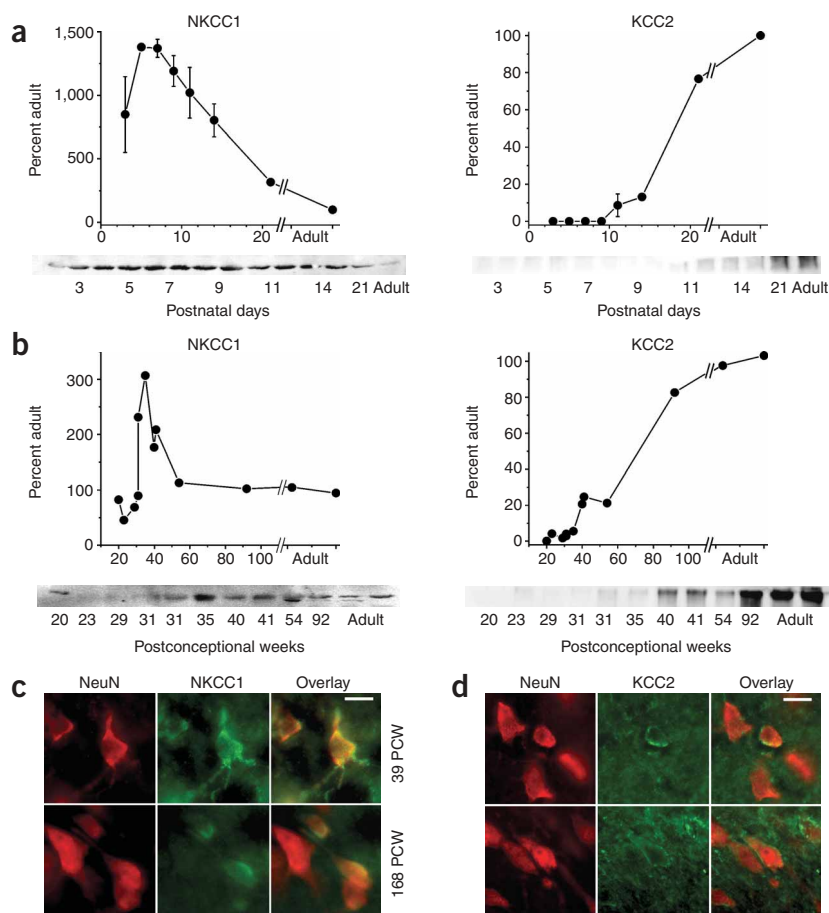 a
NKCC1
KCC2
Percent adult
1,500
1,000
500
0
0 10 20 Adult
3 5 7 9 11 14 21 Adult
Postnatal days
Percent adult
100
80
60
40
20
0
0 10 20 Adult
3 5 7 9 11 14 21 Adult
Postnatal days
b
NKCC1
KCC2
Percent adult
300
200
100
0
20 40 60 80 100 Adult
20 23 29 31 31 35 40 41 54 92 Adult
Postconceptional weeks
Percent adult
100
80
60
40
20
0
20 40 60 80 100 Adult
20 23 29 31 31 35 40 41 54 92 Adult
Postconceptional weeks
c
NeuN NKCC1 Overlay
39 PCW
168 PCW
d
NeuN KCC2 Overlay